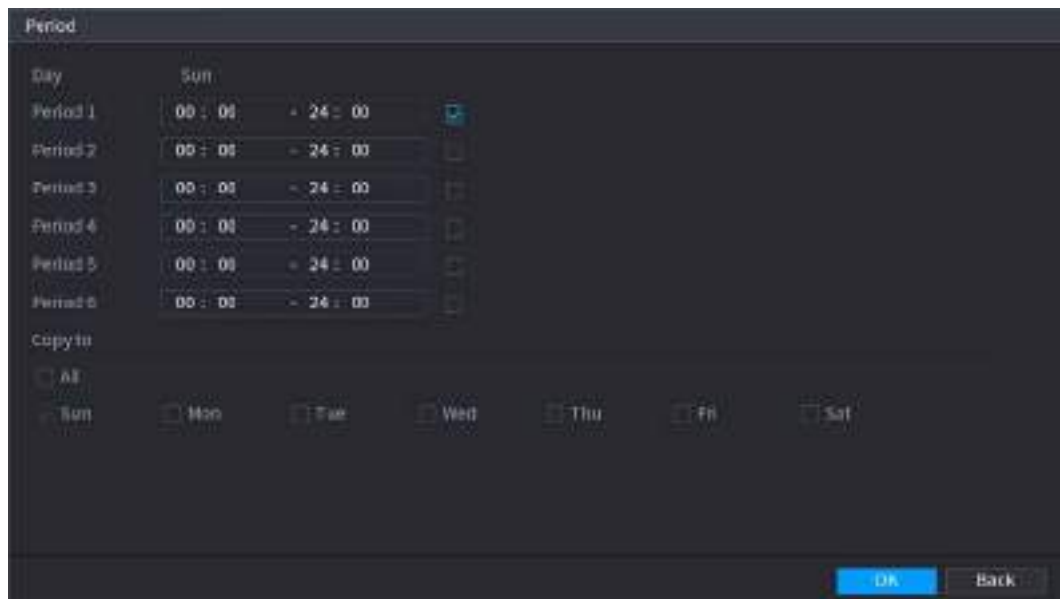 Period
Day Sun
Period 1 00 : 00 - 24 : 00
Period 2 00 : 00 - 24 : 00
Period 3 00 : 00 - 24 : 00
Period 4 00 : 00 - 24 : 00
Period 5 00 : 00 - 24 : 00
Period 6 00 : 00 - 24 : 00
Copy to
All
Sun Mon Tue Wed Thu Fri Sat
OK Back